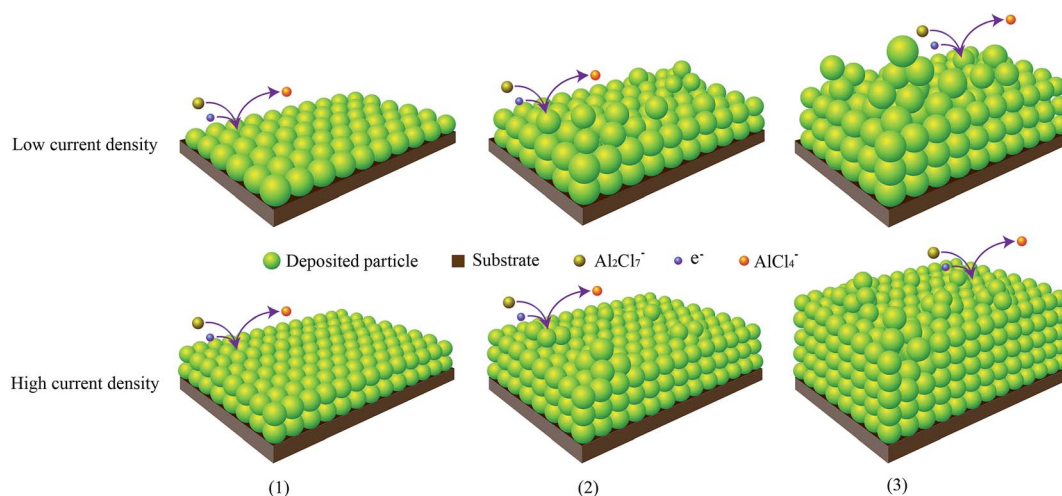 Low current density
Deposited particle Substrate Al₂Cl₇⁻ e⁻ AlCl₄⁻
High current density
(1) (2) (3)